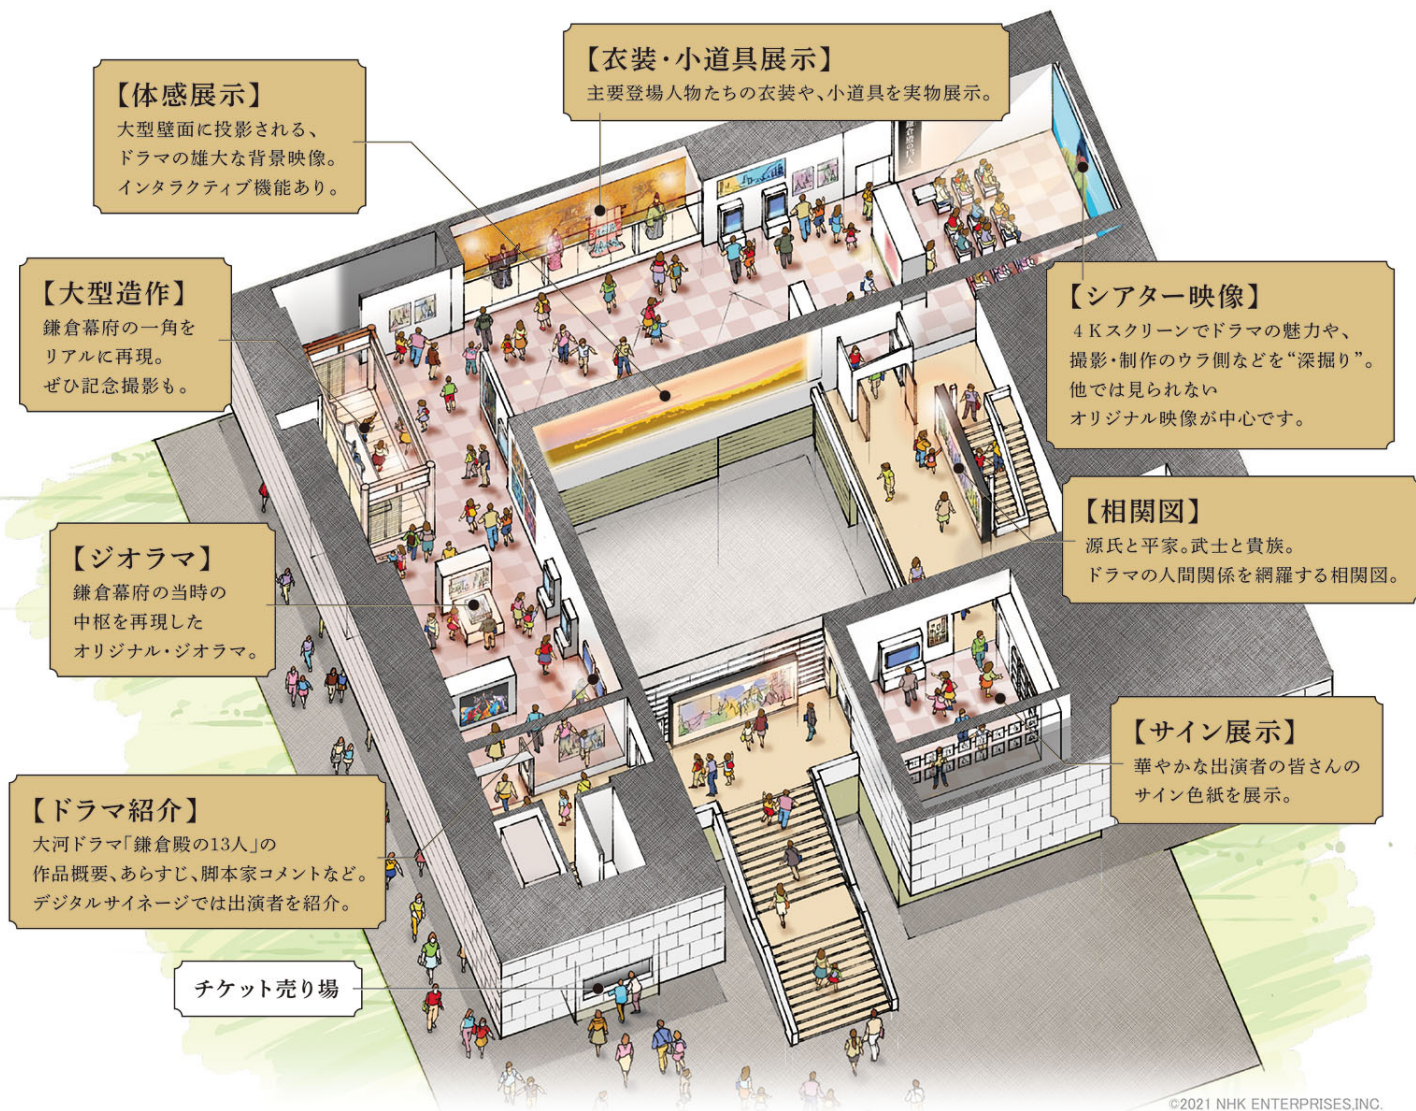 【体感展示】
大型壁面に投影される、
ドラマの雄大な背景映像。
インタラクティブ機能あり。
【衣装・小道具展示】
主要登場人物たちの衣装や、小道具を実物展示。
【大型造作】
鎌倉幕府の一角を
リアルに再現。
ぜひ記念撮影も。
【シアター映像】
4Kスクリーンでドラマの魅力や、
撮影・制作のウラ側などを“深掘り”。
他では見られない
オリジナル映像が中心です。
【相関図】
源氏と平家。武士と貴族。
ドラマの人間関係を網羅する相関図。
【ジオラマ】
鎌倉幕府の当時の
中枢を再現した
オリジナル・ジオラマ。
【サイン展示】
華やかな出演者の皆さんの
サイン色紙を展示。
【ドラマ紹介】
大河ドラマ「鎌倉殿の13人」の
作品概要、あらすじ、脚本家コメントなど。
デジタルサイネージでは出演者を紹介。
チケット売り場
©2021 NHK ENTERPRISES,INC.